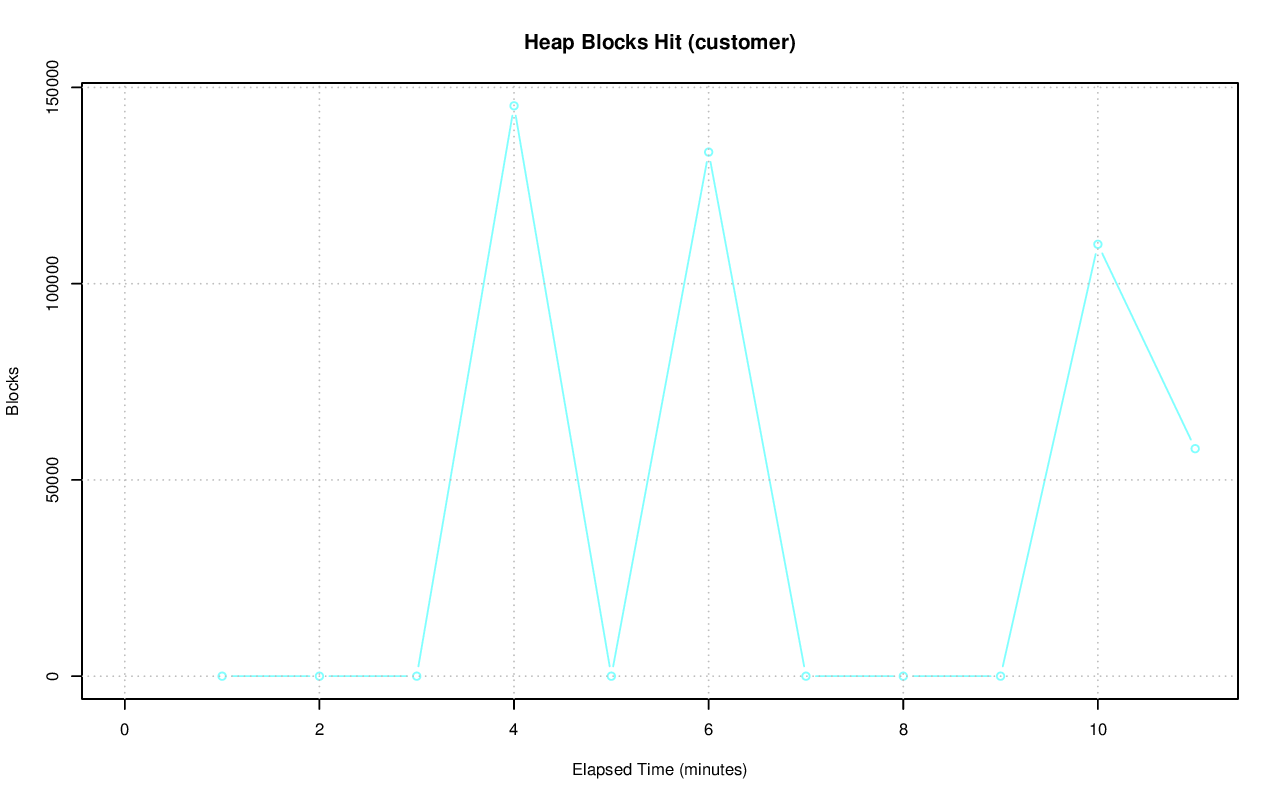 Heap Blocks Hit (customer)
150000
100000
50000
0
Blocks
0 2 4 6 8 10
Elapsed Time (minutes)